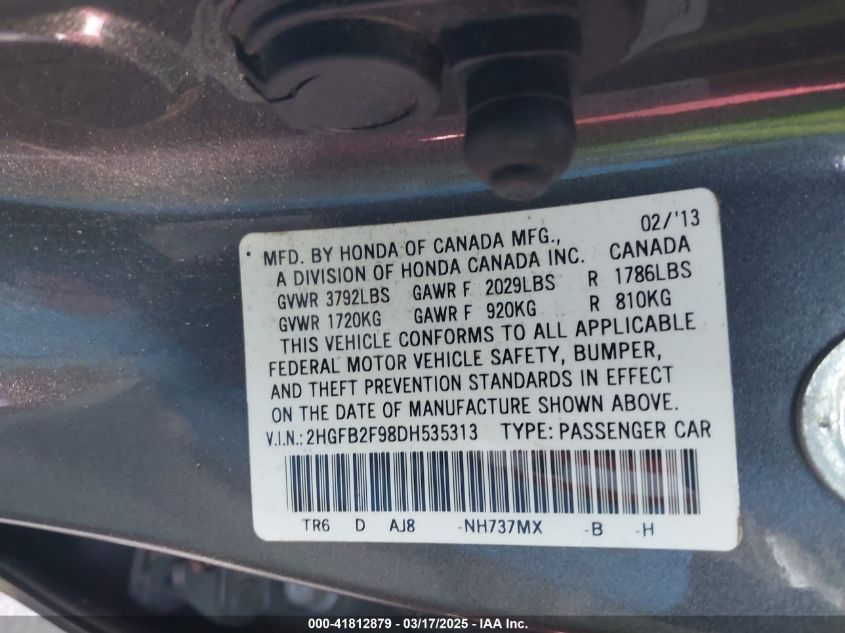 02/'13
MFD. BY HONDA OF CANADA MFG.,
A DIVISION OF HONDA CANADA INC. CANADA
GVWR 3792LBS GAWR F 2029LBS R 1786LBS
GVWR 1720KG GAWR F 920KG R 810KG
THIS VEHICLE CONFORMS TO ALL APPLICABLE
FEDERAL MOTOR VEHICLE SAFETY, BUMPER,
AND THEFT PREVENTION STANDARDS IN EFFECT
ON THE DATE OF MANUFACTURE SHOWN ABOVE.
V.I.N.: 2HGFB2F98DH535313 TYPE: PASSENGER CAR
TR6 D AJ8 -NH737MX -B -H
000-41812879 - 03/17/2025 - IAA Inc.